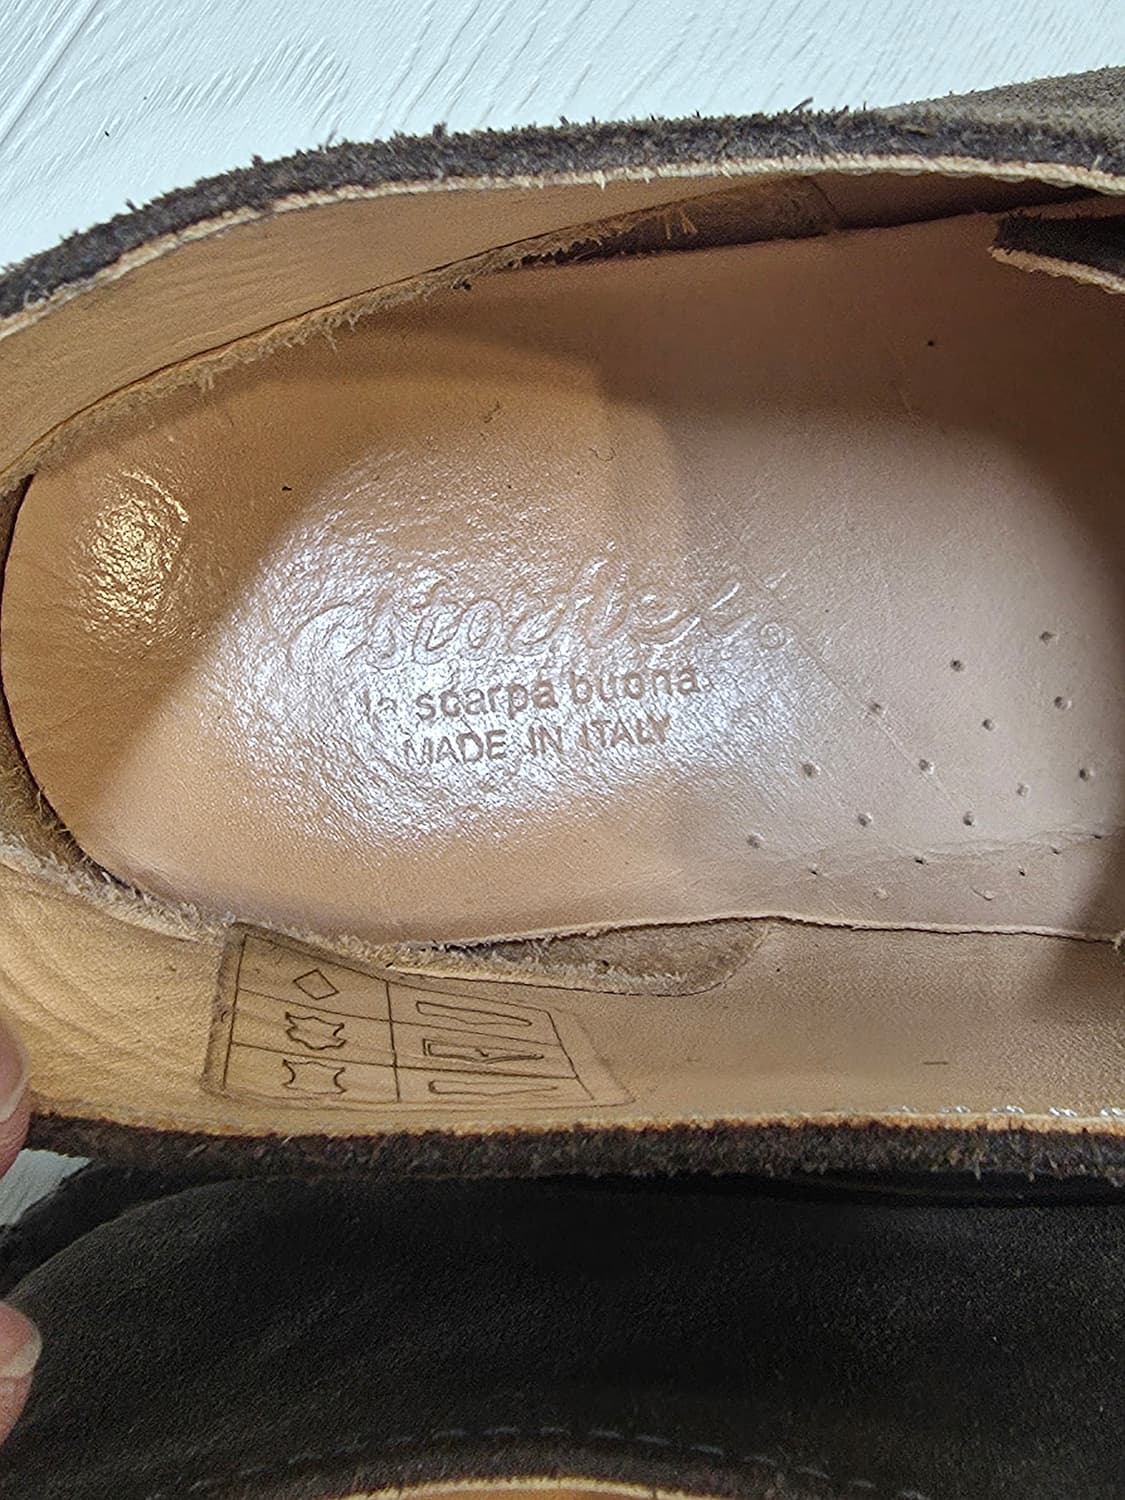 astorflex®
la scarpa buona
MADE IN ITALY